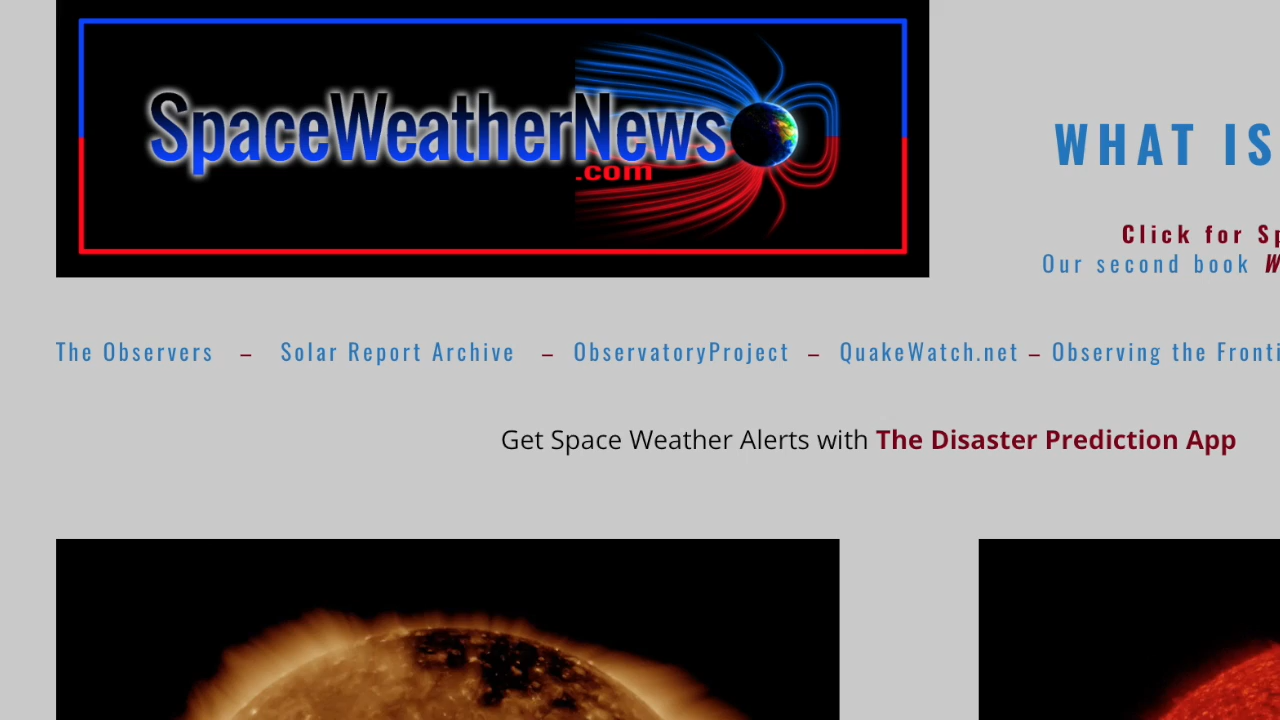 SpaceWeatherNews
.com
WHAT IS
Click for Sp
Our second book W
The Observers – Solar Report Archive – ObservatoryProject – QuakeWatch.net – Observing the Fronti
Get Space Weather Alerts with The Disaster Prediction App